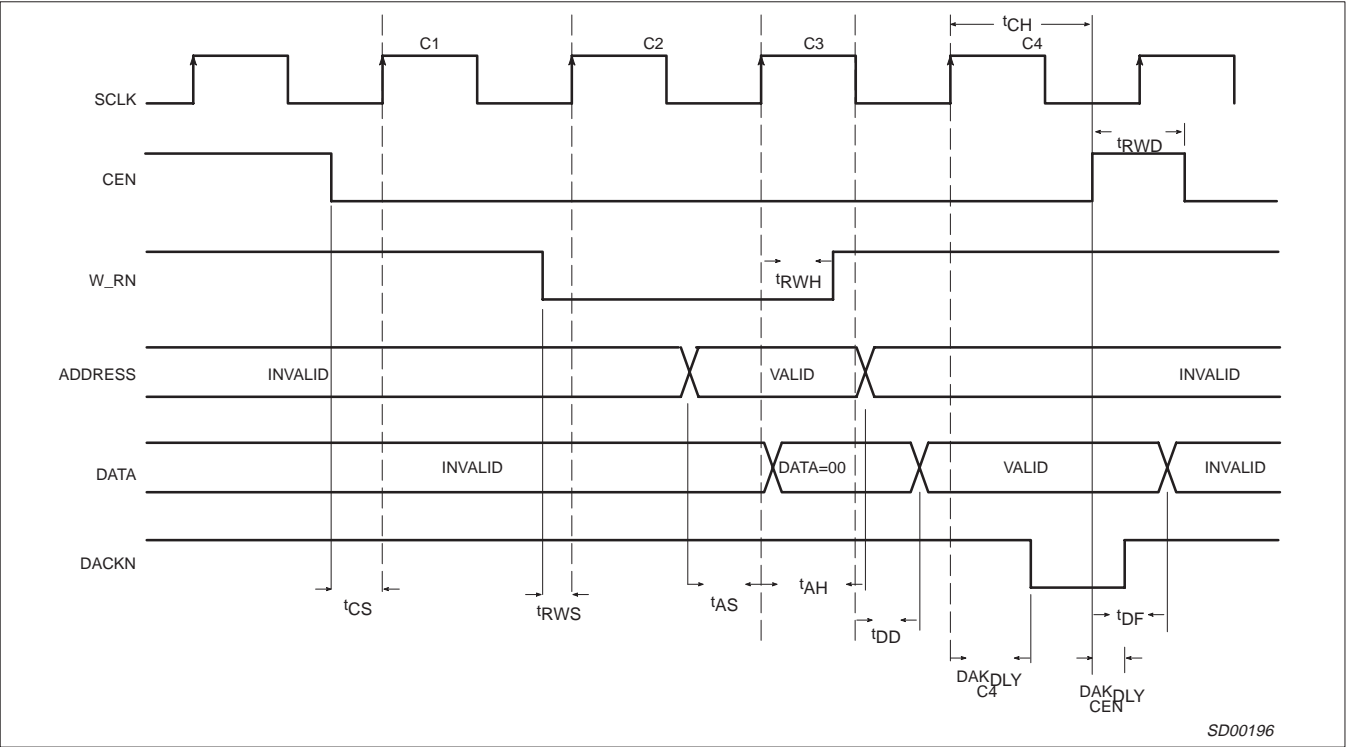 tCH
C1 C2 C3 C4
SCLK
tRWD
CEN
W_RN
tRWH
ADDRESS INVALID VALID INVALID
DATA INVALID DATA=00 VALID INVALID
DACKN
tCS tRWS tAS tAH tDD tDF
DAKDLY
C4
DAKDLY
CEN
SD00196